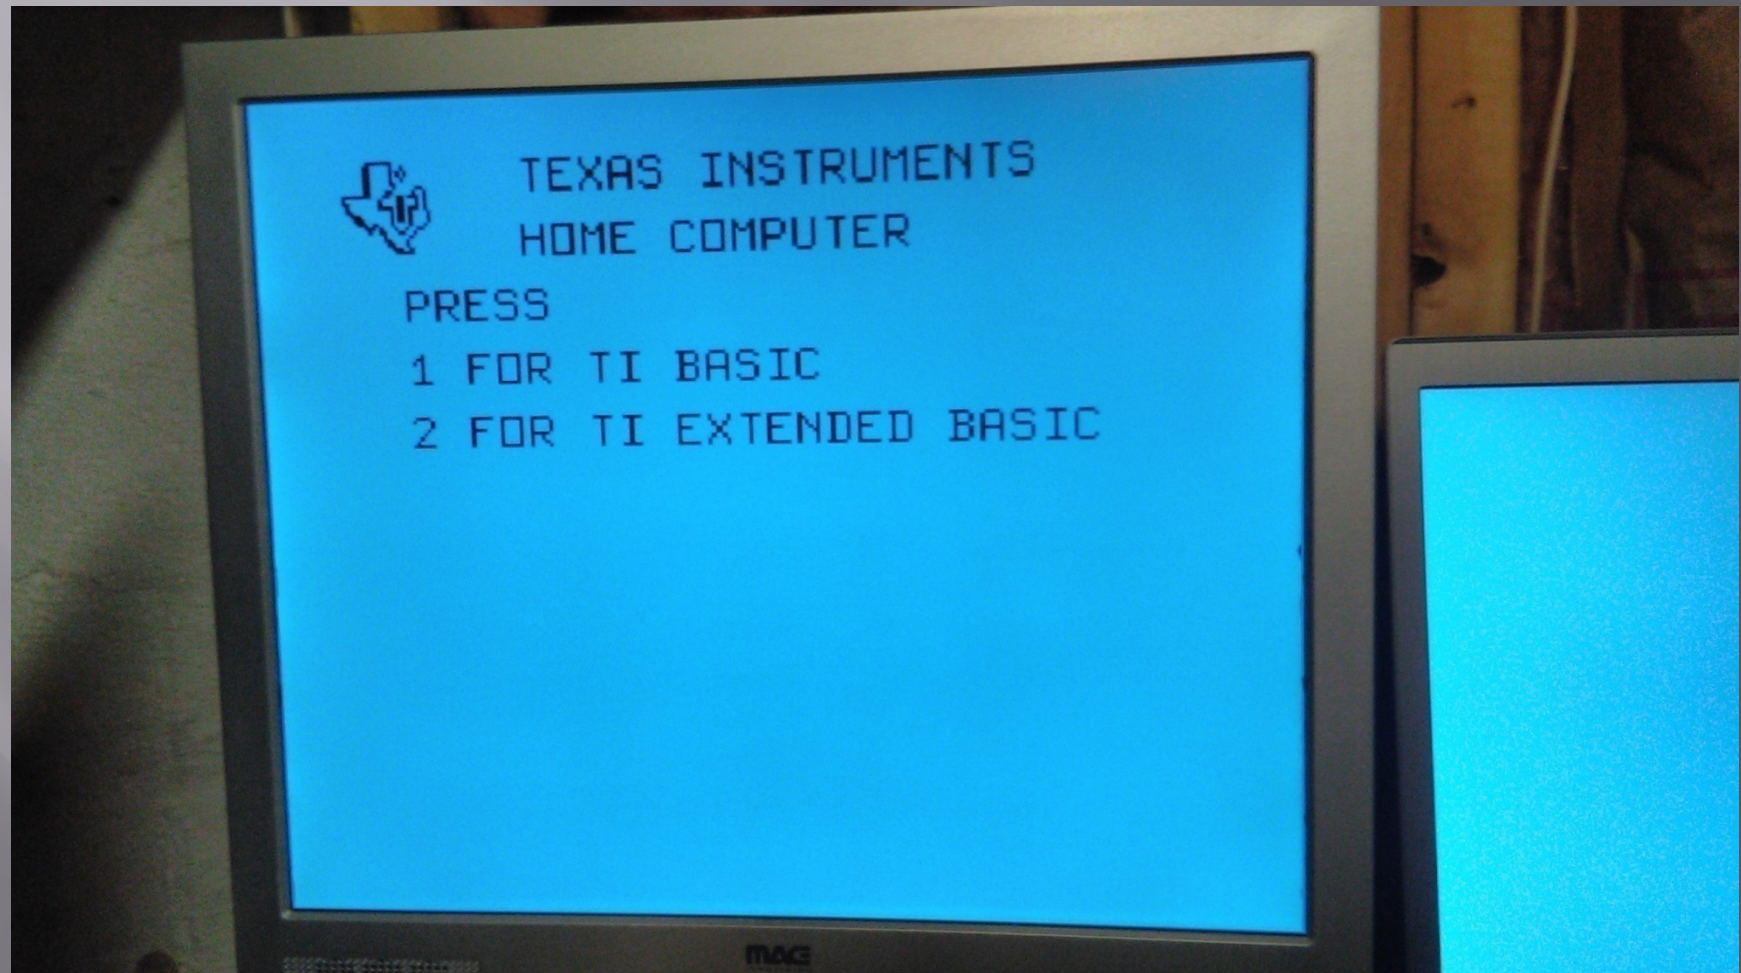 TEXAS INSTRUMENTS
HOME COMPUTER
PRESS
1 FOR TI BASIC
2 FOR TI EXTENDED BASIC
MAG